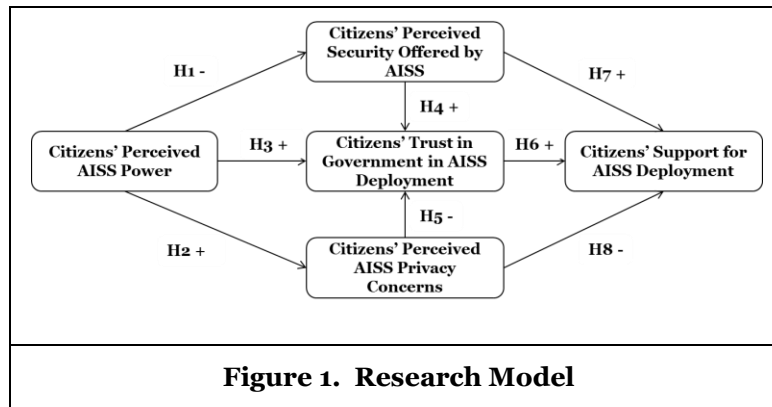 Citizens' Perceived
Security Offered by
AISS
H1 -
H7 +
H4 +
Citizens' Perceived
AISS Power
H3 +
Citizens' Trust in
Government in AISS
Deployment
H6 +
Citizens' Support for
AISS Deployment
H5 -
H2 +
H8 -
Citizens' Perceived
AISS Privacy
Concerns
Figure 1. Research Model